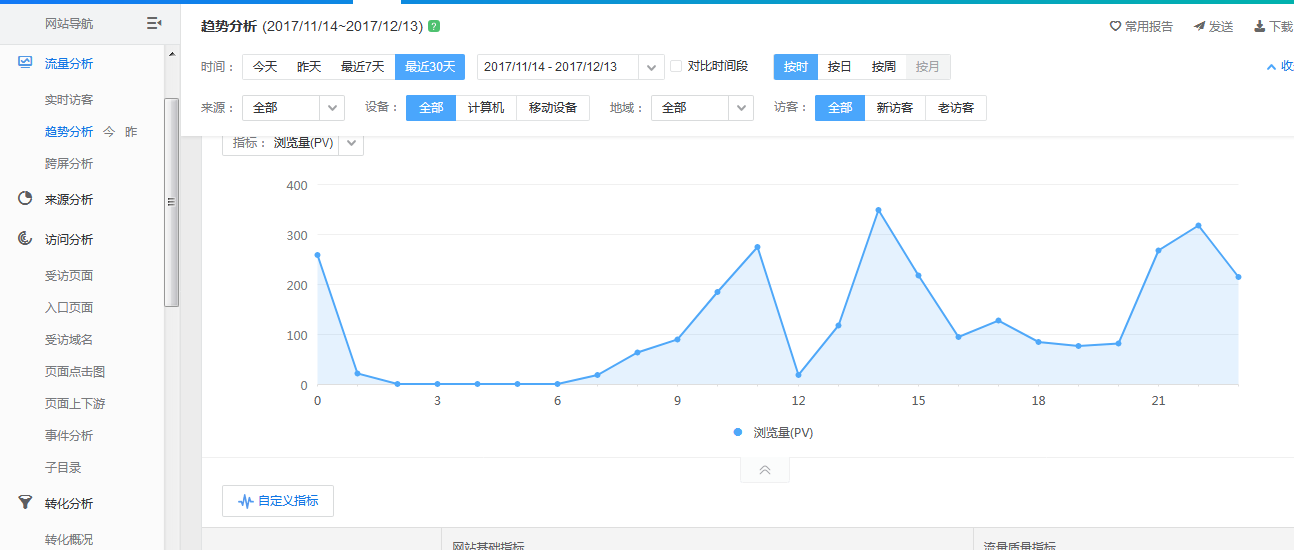 网站导航
流量分析
实时访客
趋势分析 今 昨
跨屏分析
来源分析
访问分析
受访页面
入口页面
受访域名
页面点击图
页面上下游
事件分析
子目录
转化分析
转化概况
趋势分析 (2017/11/14~2017/12/13) ?
常用报告 发送 下载
时间： 今天 昨天 最近7天 最近30天 2017/11/14 - 2017/12/13 对比时间段 按时 按日 按周 按月 收
来源： 全部 设备： 全部 计算机 移动设备 地域： 全部 访客： 全部 新访客 老访客
指标： 浏览量(PV)
400
300
200
100
0
0 3 6 9 12 15 18 21
浏览量(PV)
自定义指标
网站基础指标 流量质量指标